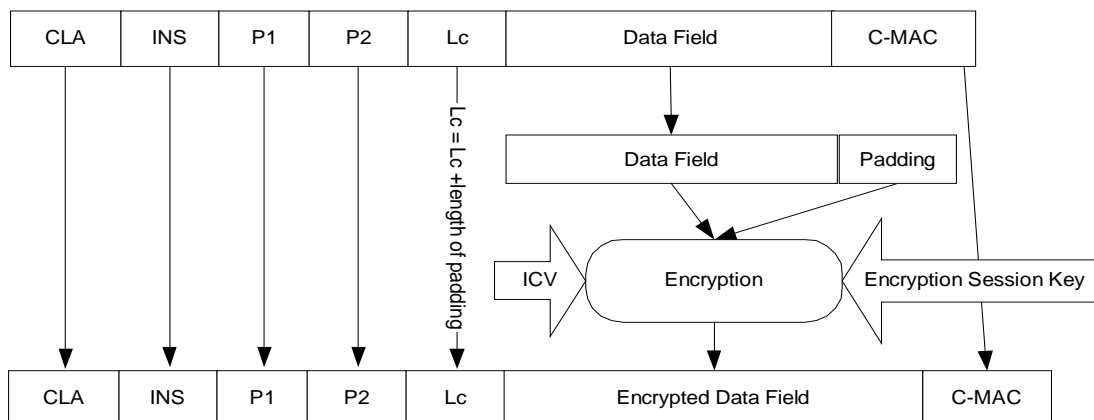 CLA INS P1 P2 Lc Data Field C-MAC
Lc = Lc +length of padding
Data Field Padding
ICV Encryption Encryption Session Key
CLA INS P1 P2 Lc Encrypted Data Field C-MAC